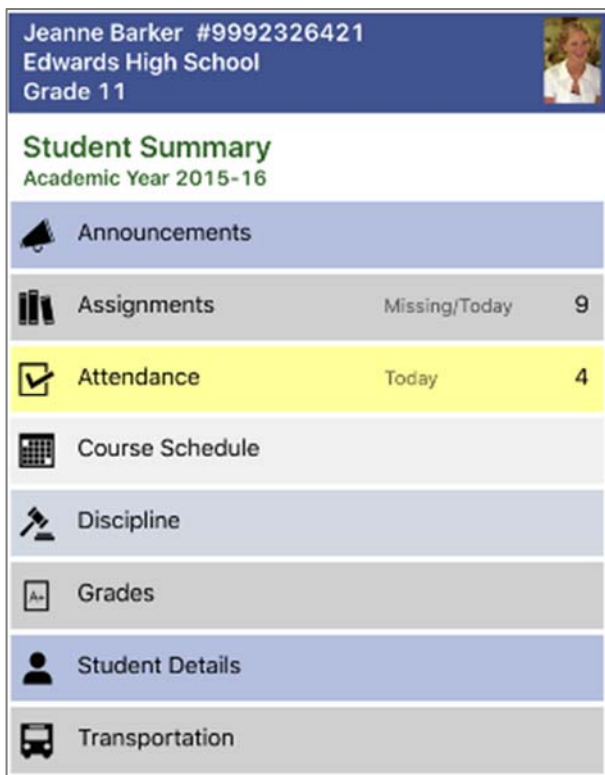 Jeanne Barker #9992326421
Edwards High School
Grade 11
Student Summary
Academic Year 2015-16
Announcements
Assignments Missing/Today 9
Attendance Today 4
Course Schedule
Discipline
A+ Grades
Student Details
Transportation